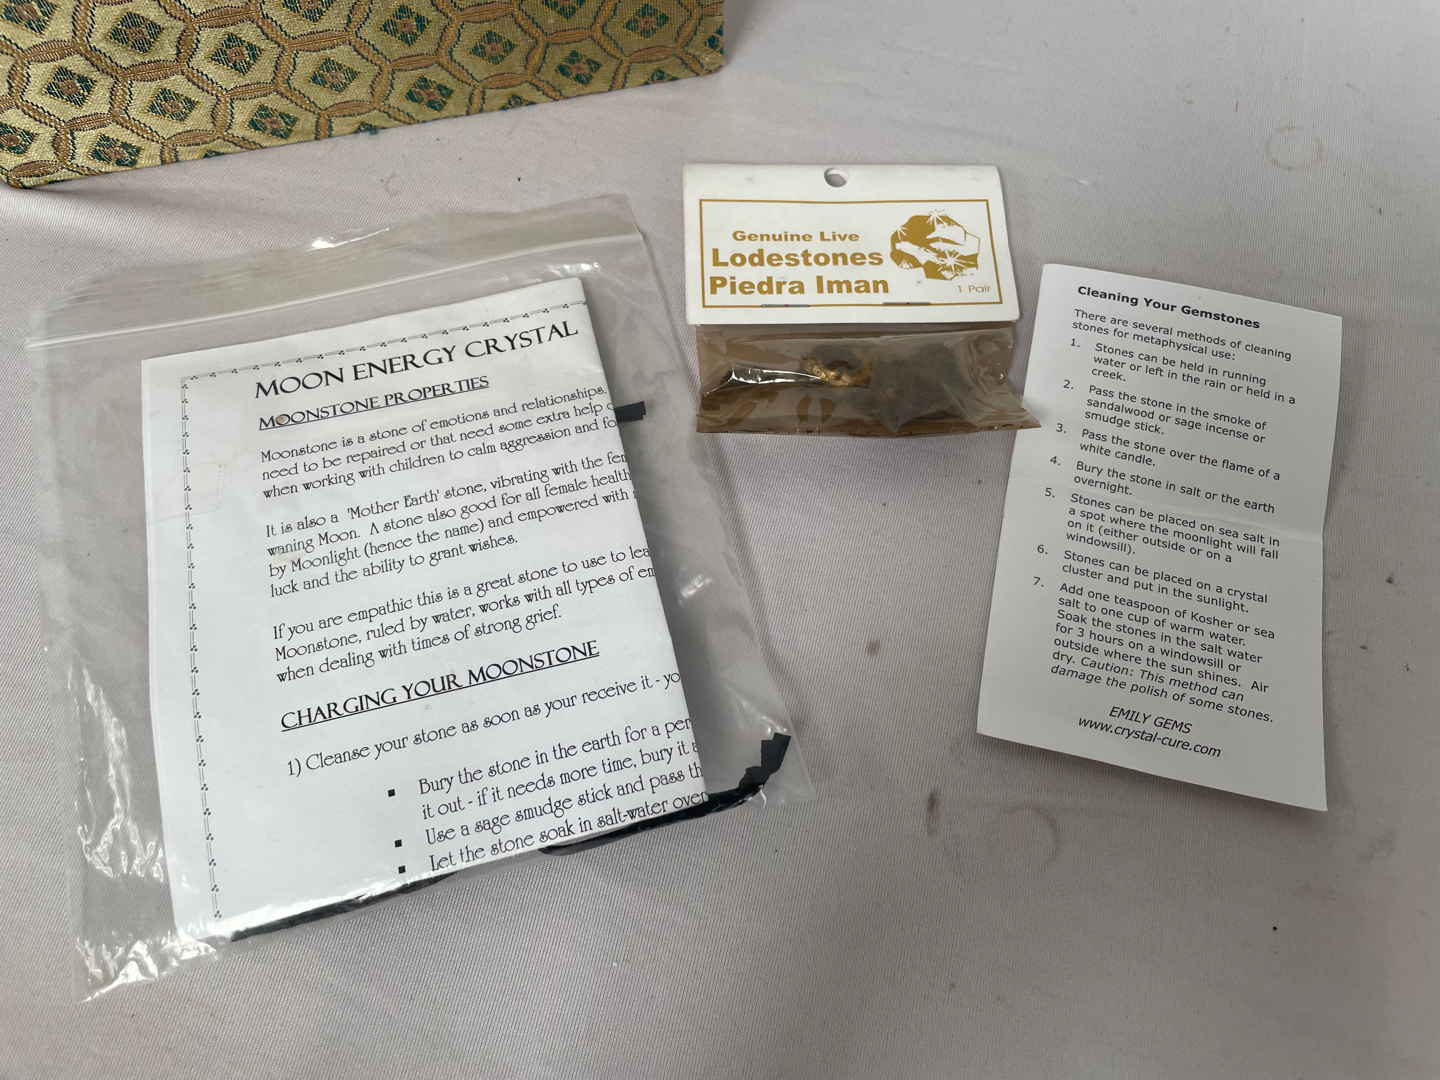 MOON ENERGY CRYSTAL
MOONSTONE PROPERTIES
Moonstone is a stone of emotions and relationships.
need to be repaired or that need some extra help
when working with children to calm aggression and
It is also a 'Mother Earth' stone, vibrating with the
waning Moon. A stone also good for all female health
by Moonlight (hence the name) and empowered with
luck and the ability to grant wishes.
If you are empathic this is a great stone to use to
Moonstone, ruled by water, works with all types of
when dealing with times of strong grief.
CHARGING YOUR MOONSTONE
1) Cleanse your stone as soon as your receive it -
▪ Bury the stone in the earth for a
it out - if it needs more time, bury it
▪ Use a sage smudge stick and pass
▪ Let the stone soak in salt-water
Genuine Live
Lodestones
Piedra Iman
1 Pair
Cleaning Your Gemstones
There are several methods of cleaning
stones for metaphysical use:
1. Stones can be held in running
water or left in the rain or held in a
creek.
2. Pass the stone in the smoke of
sandalwood or sage incense or
smudge stick.
3. Pass the stone over the flame of a
white candle.
4. Bury the stone in salt or the earth
overnight.
5. Stones can be placed on sea salt in
a spot where the moonlight will fall
on it (either outside or on a
windowsill).
6. Stones can be placed on a crystal
cluster and put in the sunlight.
7. Add one teaspoon of Kosher or sea
salt to one cup of warm water.
Soak the stones in the salt water
for 3 hours on a windowsill or
outside where the sun shines. Air
dry. Caution: This method can
damage the polish of some stones.
EMILY GEMS
www.crystal-cure.com